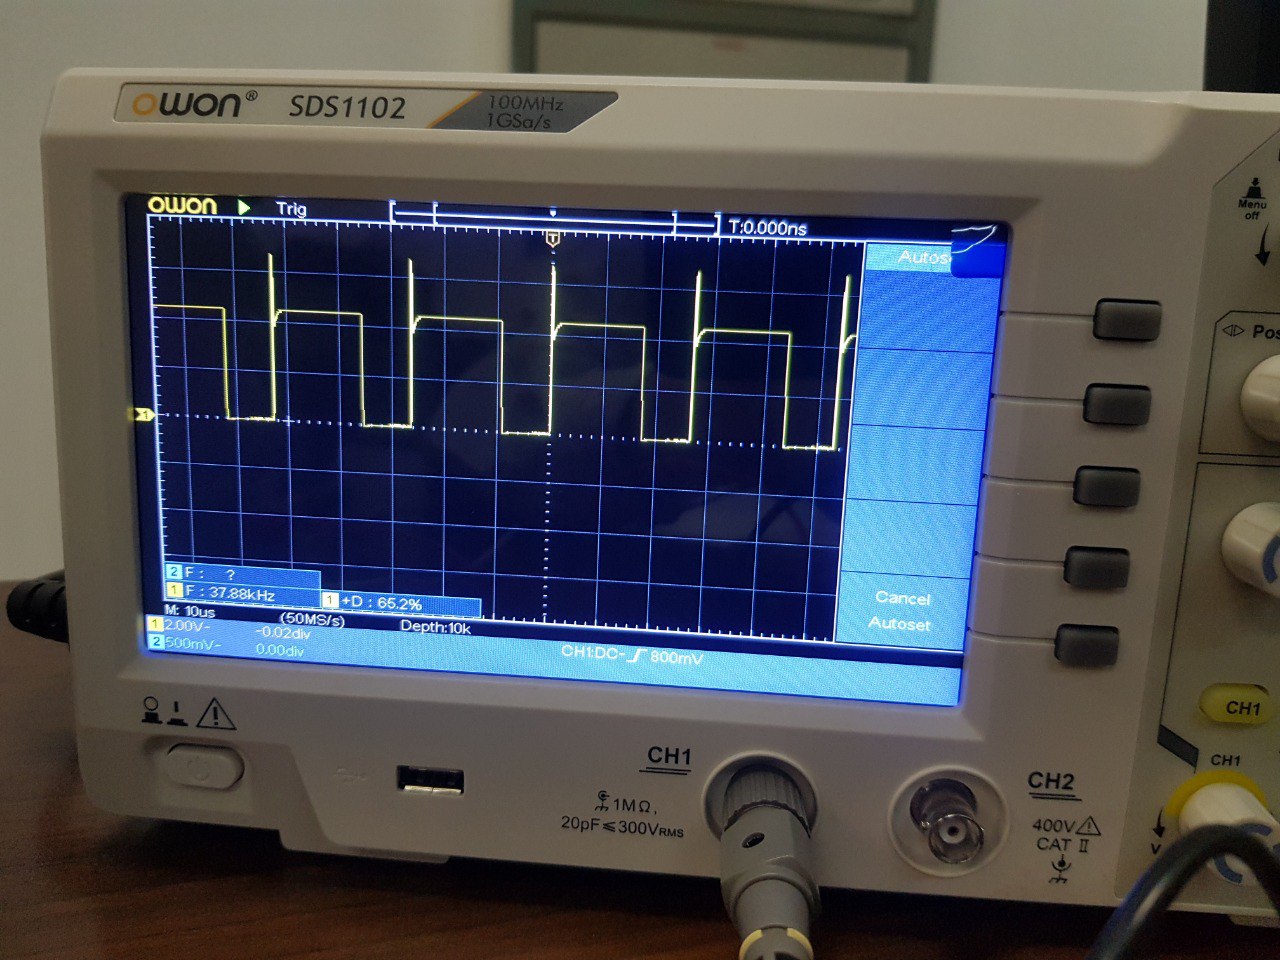 owon® SDS1102 100MHz
1GSa/s
owon Trig T T:0.000ns
Autos
1
2 F : ?
1 F : 37.88kHz 1 +D : 65.2%
M: 10us (50MS/s) Depth:10k
1 2.00V~ -0.02div
2 500mV~ 0.00div
CH1:DC- 800mV
Cancel
Autoset
Menu
off
Pos
CH1
CH1
CH1
1MΩ,
20pF≤300VRMS
CH2
400V
CAT II
V